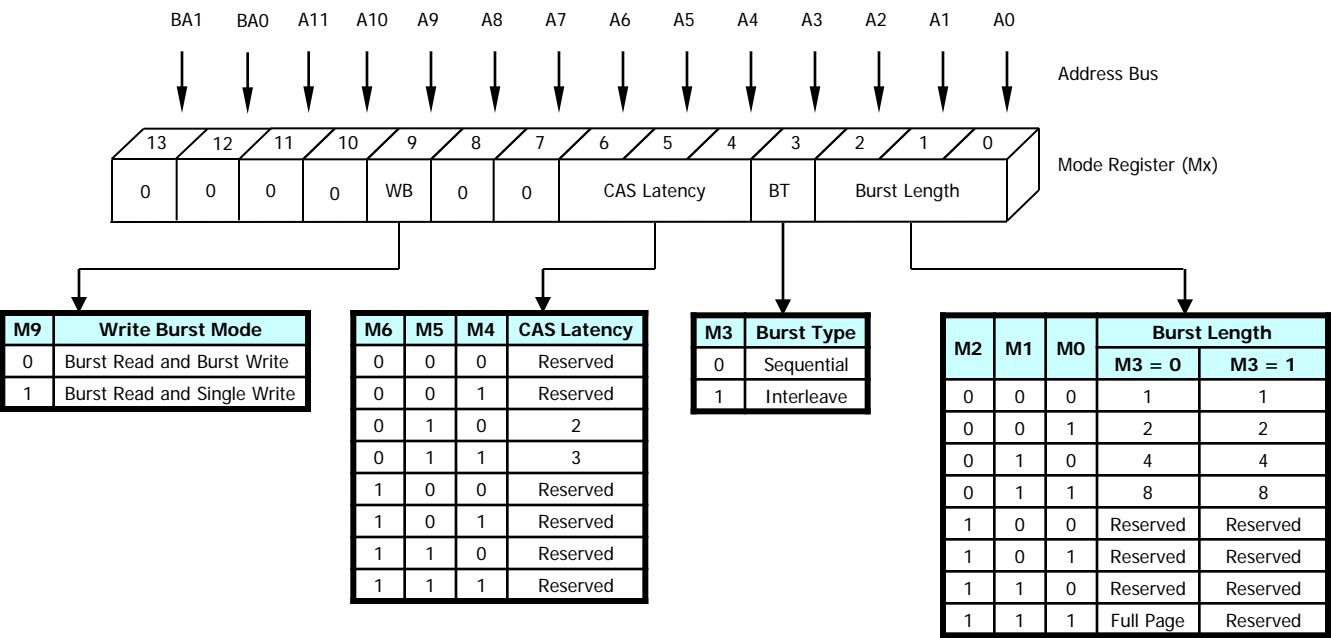 BA1 BA0 A11 A10 A9 A8 A7 A6 A5 A4 A3 A2 A1 A0
Address Bus
13 12 11 10 9 8 7 6 5 4 3 2 1 0
Mode Register (Mx)
0 0 0 0 WB 0 0 CAS Latency BT Burst Length
M9 Write Burst Mode
0 Burst Read and Burst Write
1 Burst Read and Single Write
M6 M5 M4 CAS Latency
0 0 0 Reserved
0 0 1 Reserved
0 1 0 2
0 1 1 3
1 0 0 Reserved
1 0 1 Reserved
1 1 0 Reserved
1 1 1 Reserved
M3 Burst Type
0 Sequential
1 Interleave
M2 M1 M0 Burst Length
M3 = 0 M3 = 1
0 0 0 1 1
0 0 1 2 2
0 1 0 4 4
0 1 1 8 8
1 0 0 Reserved Reserved
1 0 1 Reserved Reserved
1 1 0 Reserved Reserved
1 1 1 Full Page Reserved